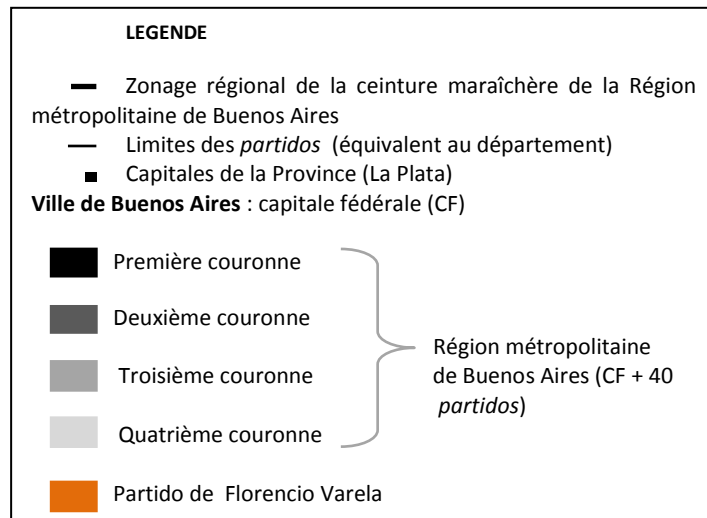 LEGENDE
Zonage régional de la ceinture maraîchère de la Région
métropolitaine de Buenos Aires
Limites des partidos (équivalent au département)
Capitales de la Province (La Plata)
Ville de Buenos Aires : capitale fédérale (CF)
Première couronne
Deuxième couronne
Troisième couronne
Quatrième couronne
Région métropolitaine
de Buenos Aires (CF + 40
partidos)
Partido de Florencio Varela